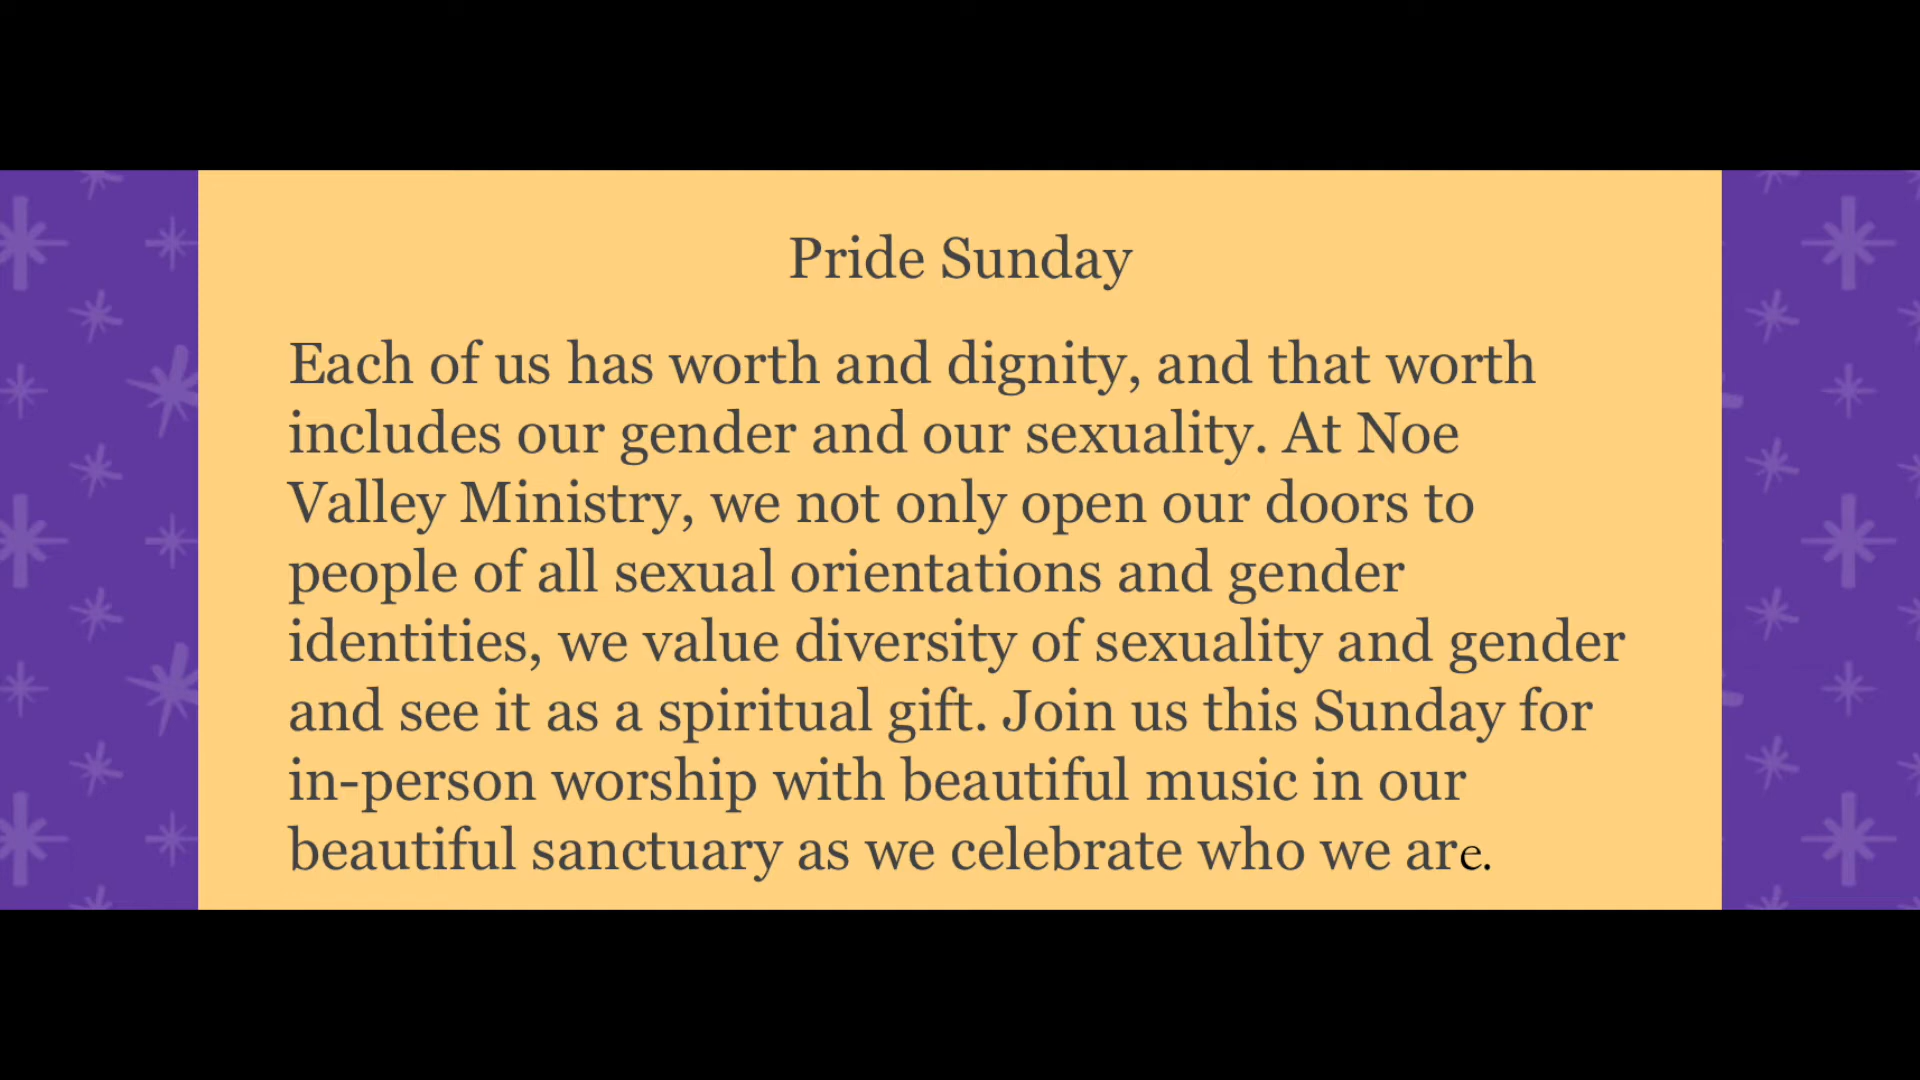 Pride Sunday
Each of us has worth and dignity, and that worth
includes our gender and our sexuality. At Noe
Valley Ministry, we not only open our doors to
people of all sexual orientations and gender
identities, we value diversity of sexuality and gender
and see it as a spiritual gift. Join us this Sunday for
in-person worship with beautiful music in our
beautiful sanctuary as we celebrate who we are.